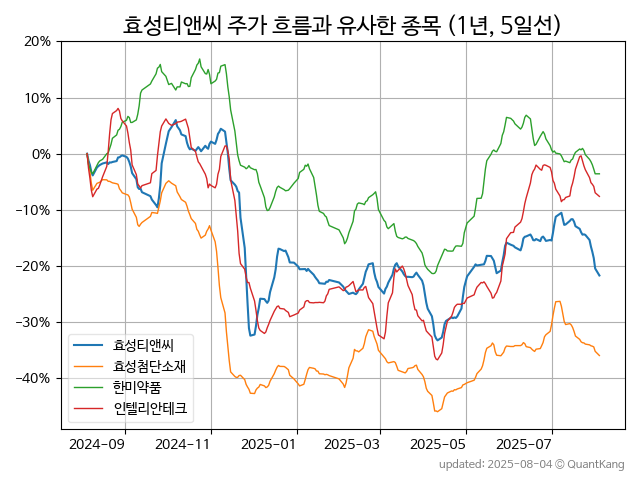 효성티앤씨 주가 흐름과 유사한 종목 (1년, 5일선)
20%
10%
0%
−10%
−20%
−30%
−40%
효성티앤씨
효성첨단소재
한미약품
인텔리안테크
2024-09
2024-11
2025-01
2025-03
2025-05
2025-07
updated: 2025-08-04 ⓒ QuantKang